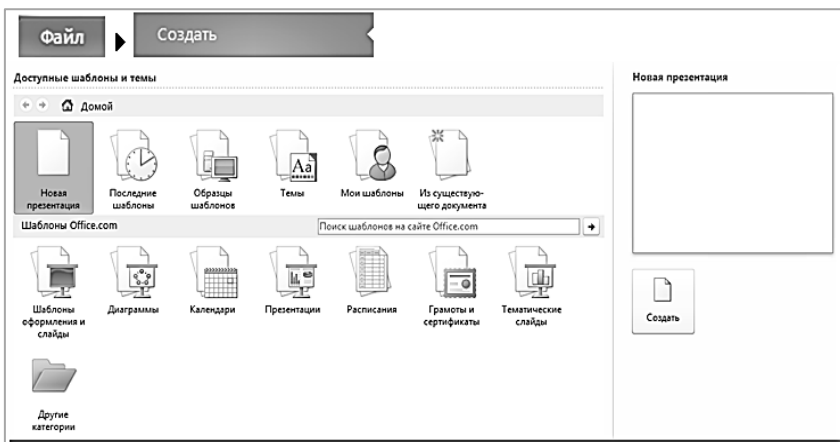 Файл
Создать
Доступные шаблоны и темы
Новая презентация
Домой
Новая
презентация
Последние
шаблоны
Образцы
шаблонов
Темы
Мои шаблоны
Из существую-
щего документа
Шаблоны Office.com
Поиск шаблонов на сайте Office.com
Шаблоны
оформления и
слайды
Диаграммы
Календари
Презентации
Расписания
Грамоты и
сертификаты
Тематические
слайды
Создать
Другие
категории